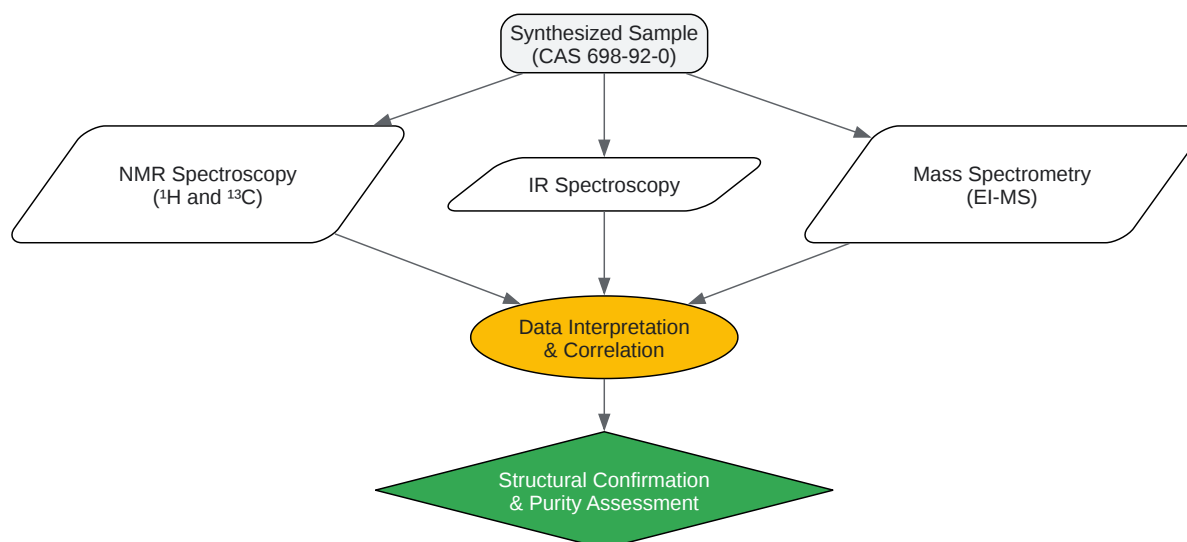 Synthesized Sample
(CAS 698-92-0)
NMR Spectroscopy
(¹H and ¹³C)
IR Spectroscopy
Mass Spectrometry
(EI-MS)
Data Interpretation
& Correlation
Structural Confirmation
& Purity Assessment